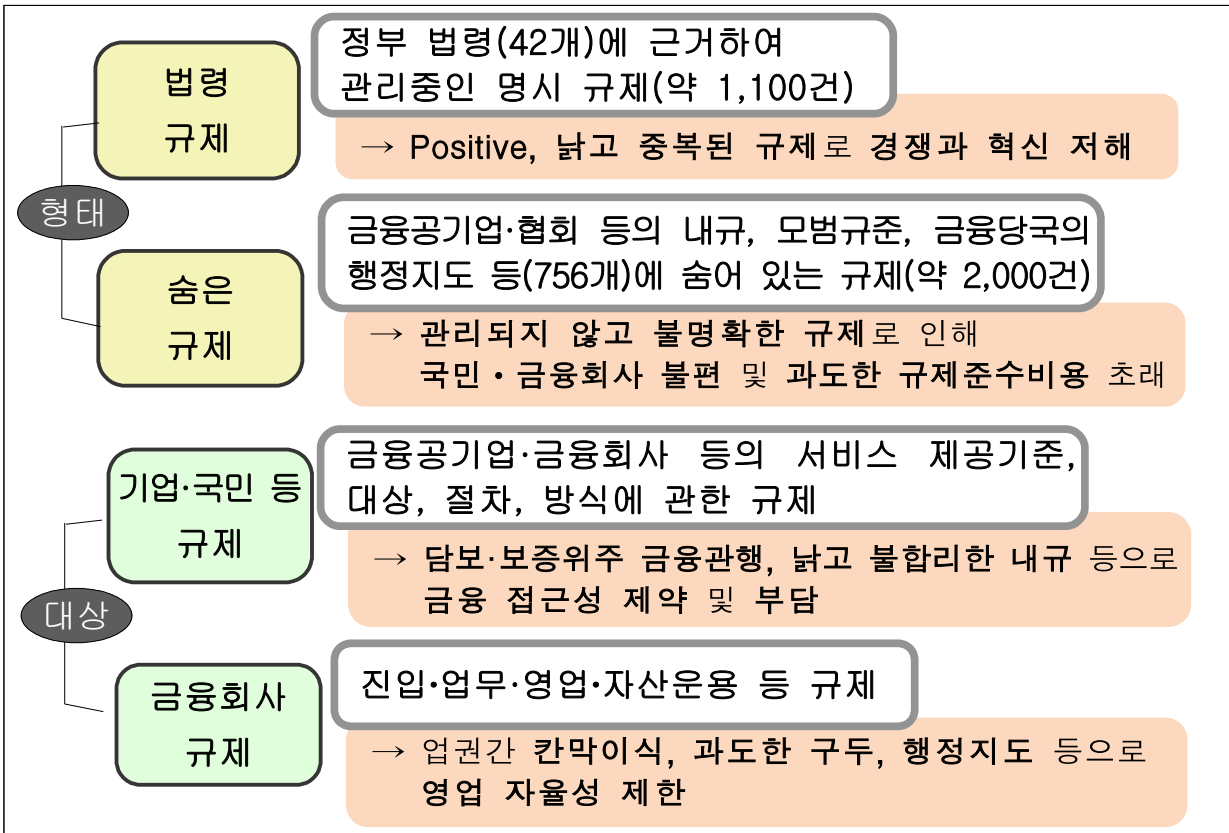 형태
법령
규제
정부 법령(42개)에 근거하여
관리중인 명시 규제(약 1,100건)
→ Positive, 낡고 중복된 규제로 경쟁과 혁신 저해
숨은
규제
금융공기업·협회 등의 내규, 모범규준, 금융당국의
행정지도 등(756개)에 숨어 있는 규제(약 2,000건)
→ 관리되지 않고 불명확한 규제로 인해
국민·금융회사 불편 및 과도한 규제준수비용 초래
대상
기업·국민 등
규제
금융공기업·금융회사 등의 서비스 제공기준,
대상, 절차, 방식에 관한 규제
→ 담보·보증위주 금융관행, 낡고 불합리한 내규 등으로
금융 접근성 제약 및 부담
금융회사
규제
진입·업무·영업·자산운용 등 규제
→ 업권간 칸막이식, 과도한 구두, 행정지도 등으로
영업 자율성 제한